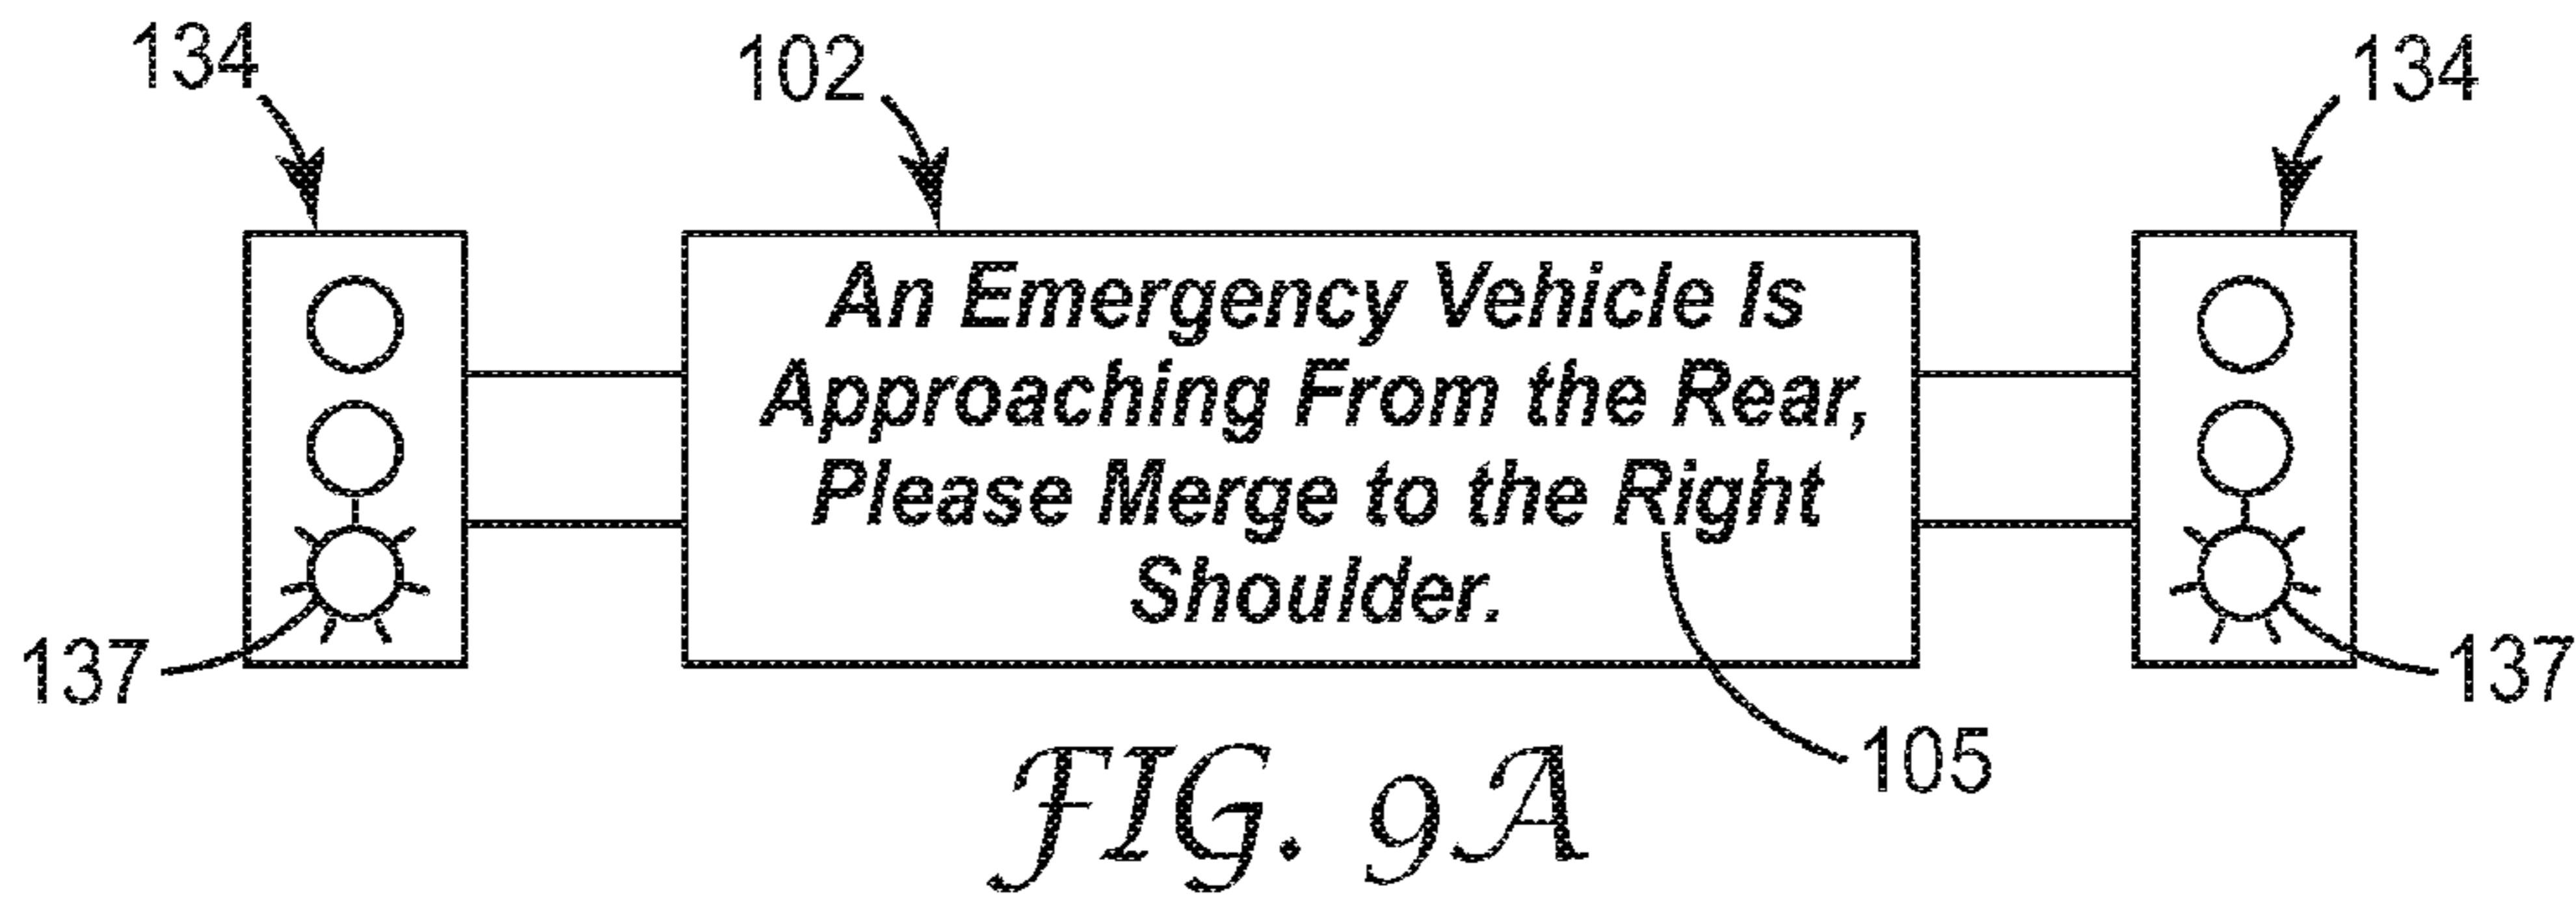 134
102
134
An Emergency Vehicle Is
Approaching From the Rear,
Please Merge to the Right
Shoulder.
137
137
105
FIG. 9A